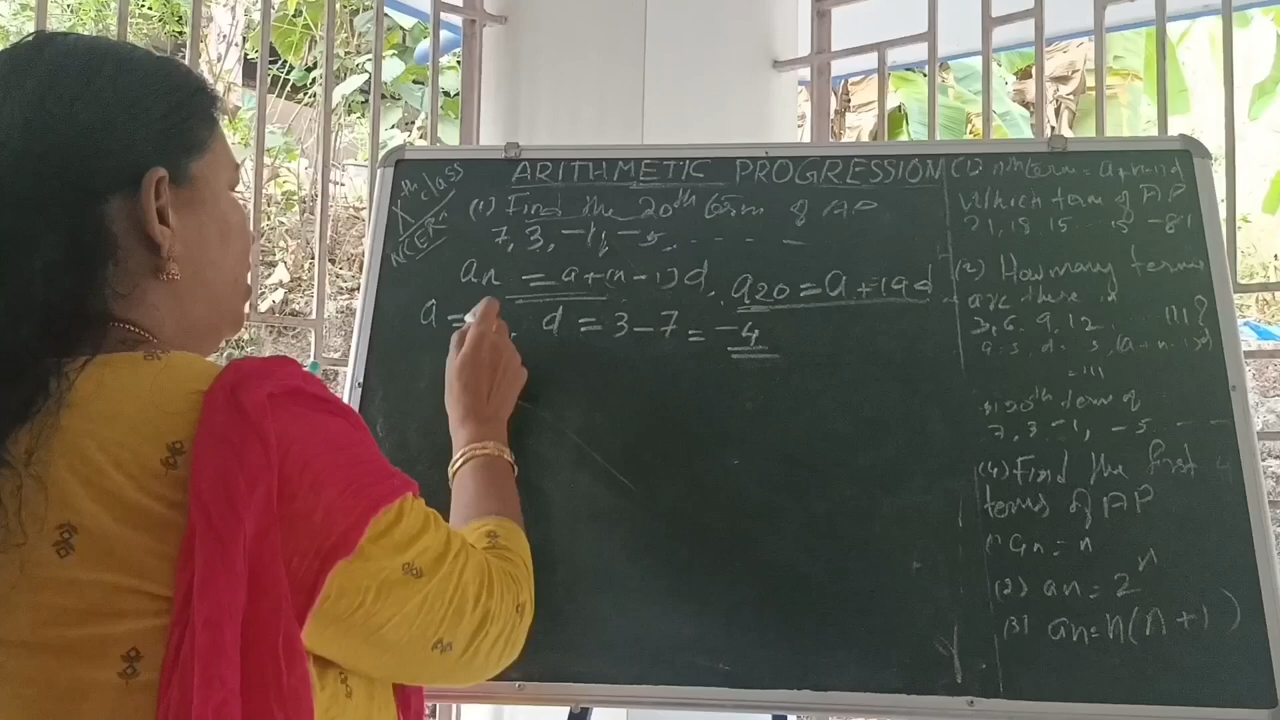 Xth class
NCERT
ARITHMETIC PROGRESSION
(1) Find the 20th term of AP
7, 3, -1, -5, - - - - -
an = a+(n-1)d, a20 = a+19d
a = d = 3-7 = -4
(1) nth term = a+(n-1)d
Which term of AP
21, 18, 15 - 81
(2) How many terms
are there in
3, 6, 9, 12 . . 111?
a = 3, d = 3, (a+(n-1)d)
= 111
20th term of
7, 3 -1, -5 - - -
(4) Find the first 4
terms of AP
(1) an = n
(2) an = 2^n
(3) an = n(n+1)